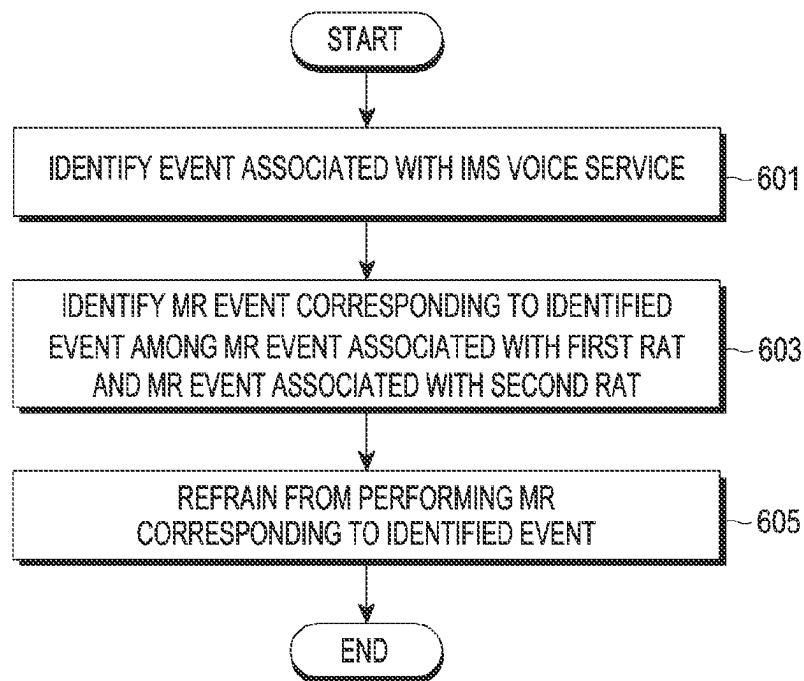 START
IDENTIFY EVENT ASSOCIATED WITH IMS VOICE SERVICE
601
IDENTIFY MR EVENT CORRESPONDING TO IDENTIFIED
EVENT AMONG MR EVENT ASSOCIATED WITH FIRST RAT
AND MR EVENT ASSOCIATED WITH SECOND RAT
603
REFRAIN FROM PERFORMING MR
CORRESPONDING TO IDENTIFIED EVENT
605
END